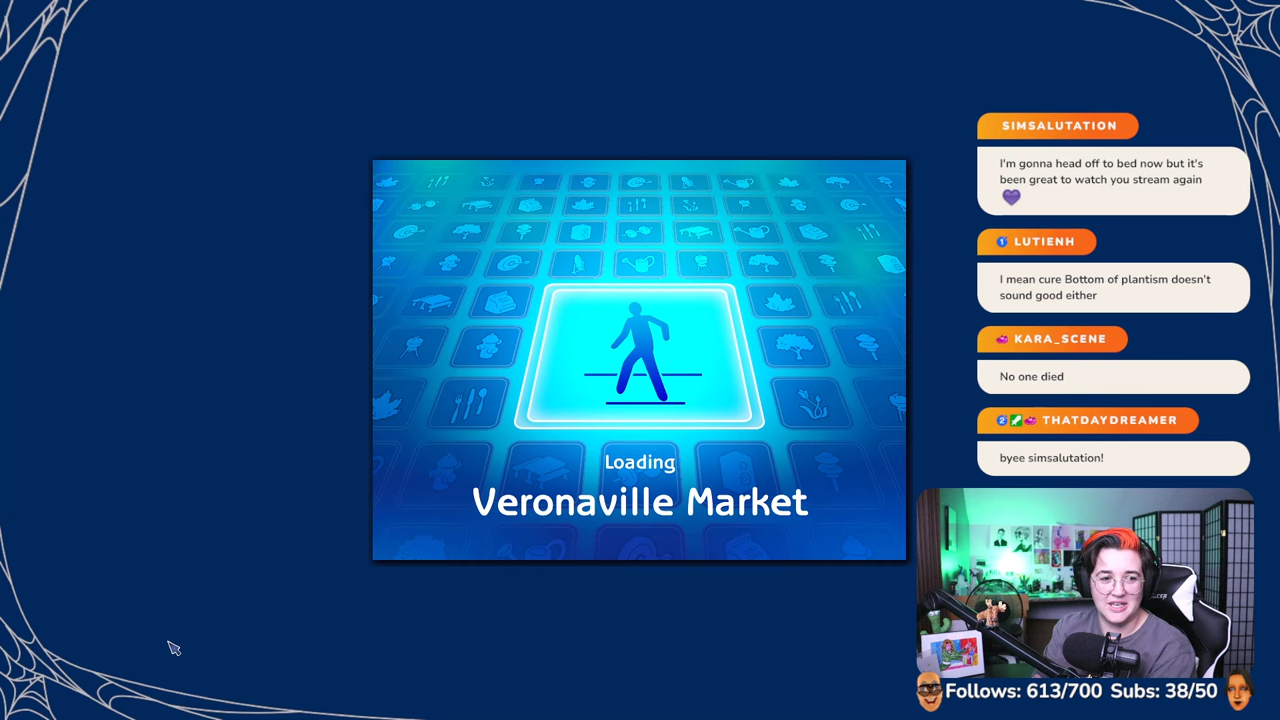 SIMSALUTATION
I'm gonna head off to bed now but it's
been great to watch you stream again
LUTIENH
I mean cure Bottom of plantism doesn't
sound good either
KARA_SCENE
No one died
THATDAYDREAMER
byee simsalutation!
Loading
Veronaville Market
Follows: 613/700 Subs: 38/50